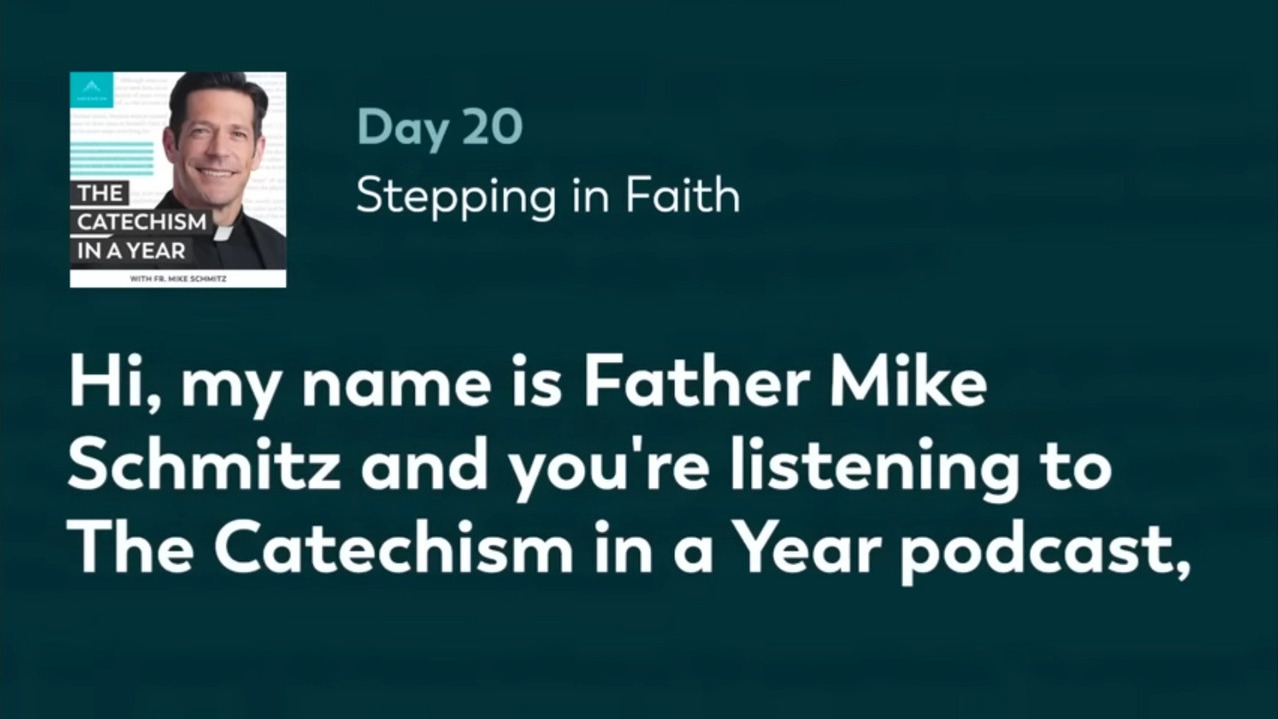 Day 20
Stepping in Faith
THE
CATECHISM
IN A YEAR
WITH FR. MIKE SCHMITZ
Hi, my name is Father Mike
Schmitz and you're listening to
The Catechism in a Year podcast,